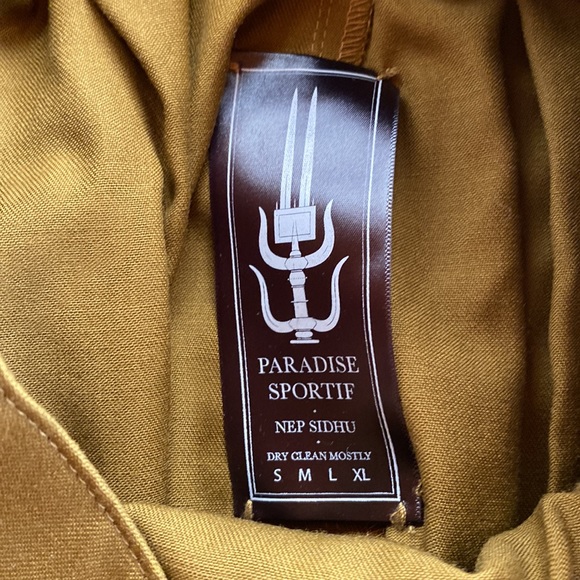 PARADISE
SPORTIF
·
NEP SIDHU
·
DRY CLEAN MOSTLY
S M L XL